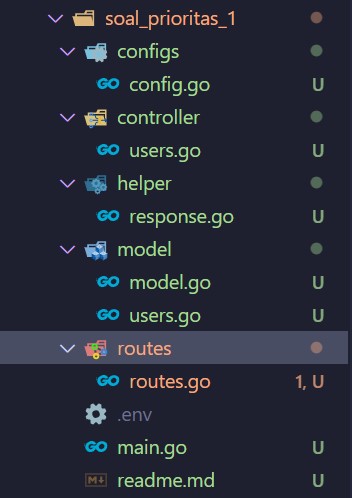 soal_prioritas_1
configs
GO config.go U
controller
GO users.go U
helper
GO response.go U
model
GO model.go U
GO users.go U
routes
GO routes.go 1, U
.env
GO main.go U
M readme.md U